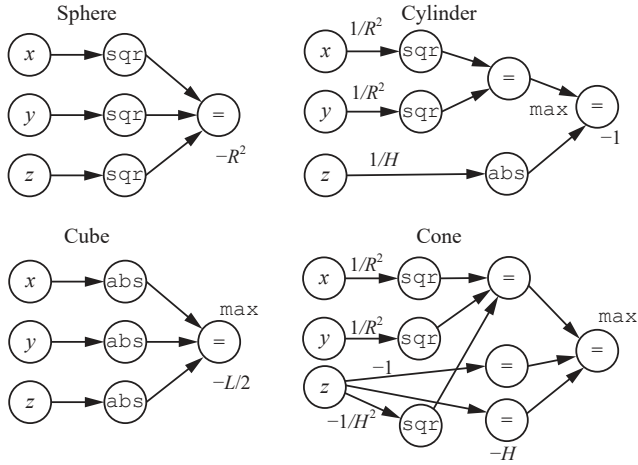 Sphere
x sqr
y sqr =
z sqr
−R²
Cylinder
1/R²
x sqr
=
1/R²
y sqr
max =
−1
1/H
z abs
Cube
x abs
max
y abs =
−L/2
z abs
Cone
1/R²
x sqr =
max
1/R²
y sqr =
−1
z =
−1/H²
sqr =
−H